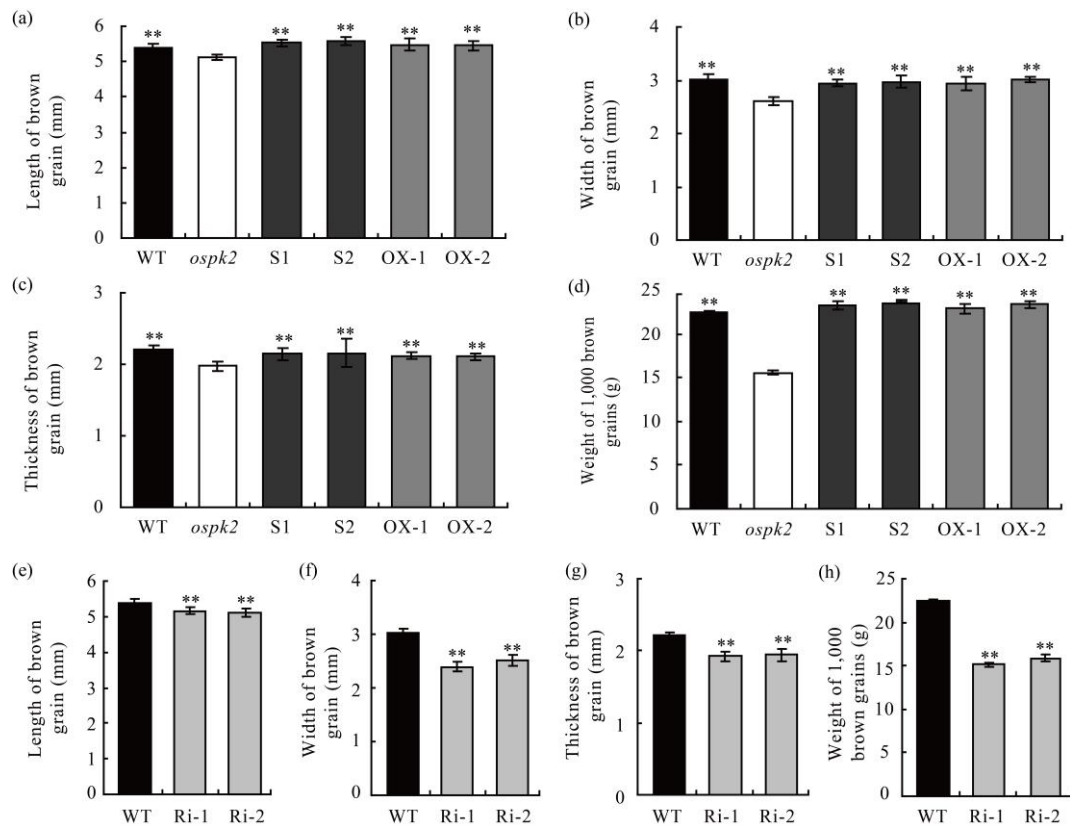 (a)
Length of brown
grain (mm)
6
5
4
3
2
1
0
** ** ** ** **
WT ospk2 S1 S2 OX-1 OX-2
(b)
Width of brown
grain (mm)
4
3
2
1
0
** ** ** ** **
WT ospk2 S1 S2 OX-1 OX-2
(c)
Thickness of brown
grain (mm)
3
2
1
0
** ** ** ** **
WT ospk2 S1 S2 OX-1 OX-2
(d)
Weight of 1,000 brown
grains (g)
25
20
15
10
5
0
** ** ** ** **
WT ospk2 S1 S2 OX-1 OX-2
(e)
Length of brown
grain (mm)
6
5
4
3
2
1
0
** **
WT Ri-1 Ri-2
(f)
Width of brown
grain (mm)
4
3
2
1
0
** **
WT Ri-1 Ri-2
(g)
Thickness of brown
grain (mm)
3
2
1
0
** **
WT Ri-1 Ri-2
(h)
Weight of 1,000
brown grains (g)
25
20
15
10
5
0
** **
WT Ri-1 Ri-2